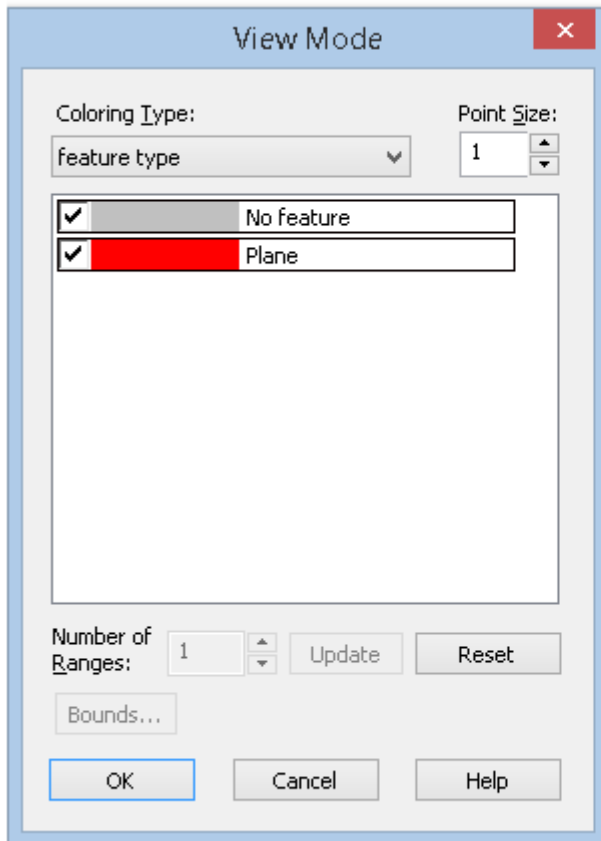 View Mode
Coloring Type:
Point Size:
feature type
1
No feature
Plane
Number of
Ranges:
1
Update
Reset
Bounds...
OK
Cancel
Help